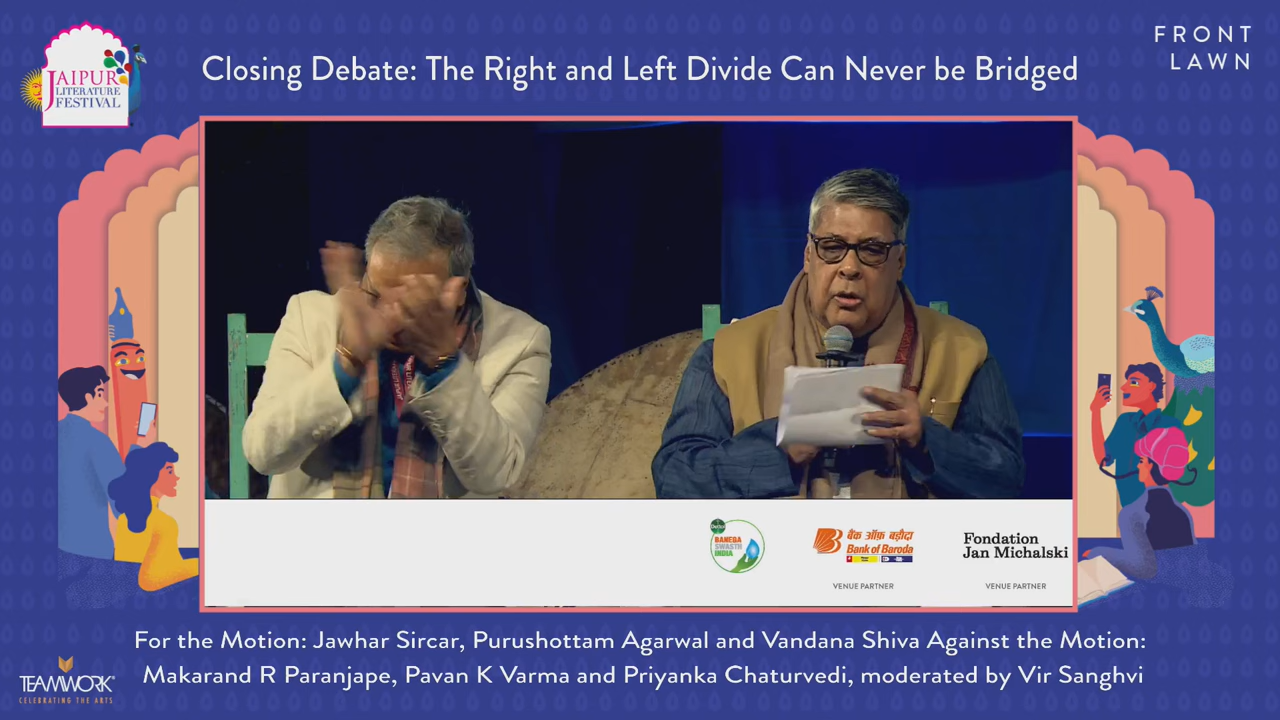 JAIPUR
LITERATURE
FESTIVAL
Closing Debate: The Right and Left Divide Can Never be Bridged
FRONT
LAWN
Dettol
BANEGA
SWASTH
INDIA
बैंक ऑफ़ बड़ौदा
Bank of Baroda
VENUE PARTNER
Fondation
Jan Michalski
VENUE PARTNER
For the Motion: Jawhar Sircar, Purushottam Agarwal and Vandana Shiva Against the Motion:
Makarand R Paranjape, Pavan K Varma and Priyanka Chaturvedi, moderated by Vir Sanghvi
TEAMWORK
CELEBRATING THE ARTS